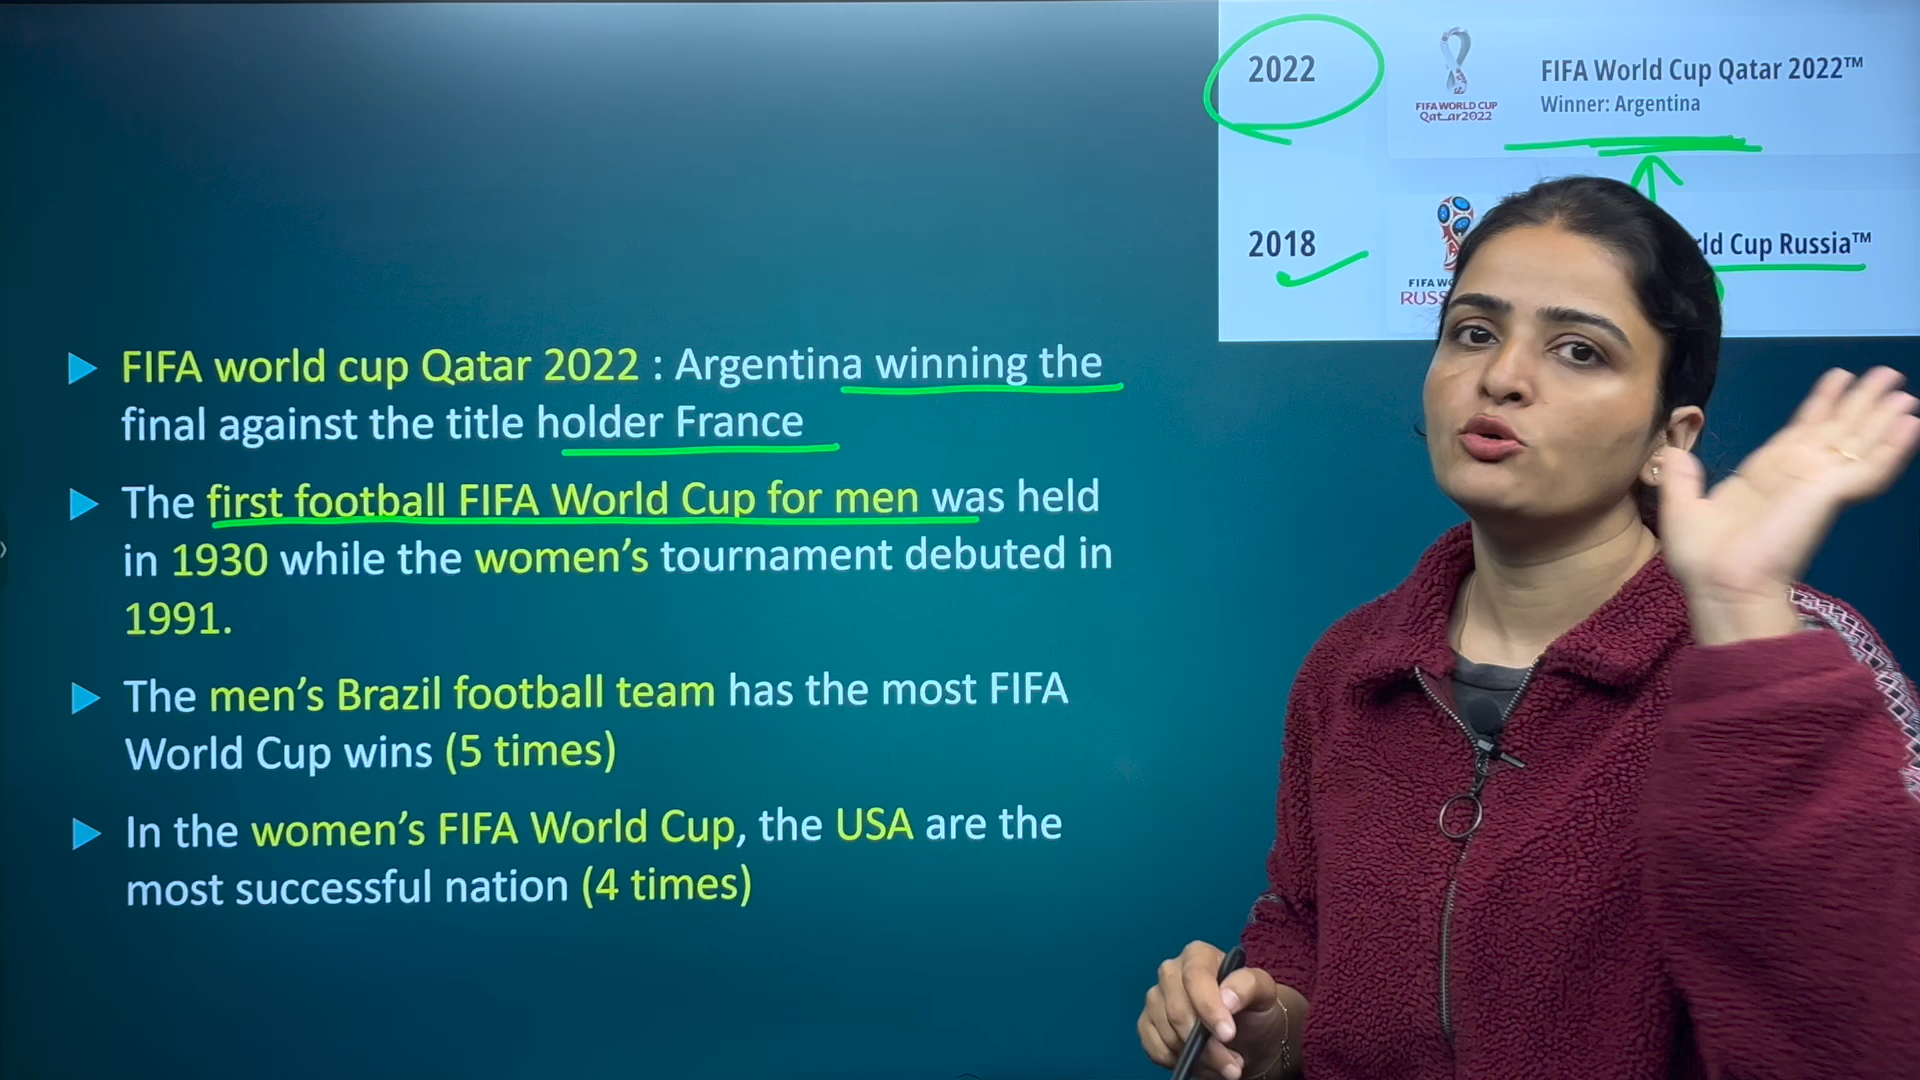 2022
FIFA WORLD CUP
Qat_ar2022
FIFA World Cup Qatar 2022™
Winner: Argentina
2018
FIFA
RUSS
Cup Russia™
FIFA world cup Qatar 2022 : Argentina winning the
final against the title holder France
The first football FIFA World Cup for men was held
in 1930 while the women’s tournament debuted in
1991.
The men’s Brazil football team has the most FIFA
World Cup wins (5 times)
In the women’s FIFA World Cup, the USA are the
most successful nation (4 times)